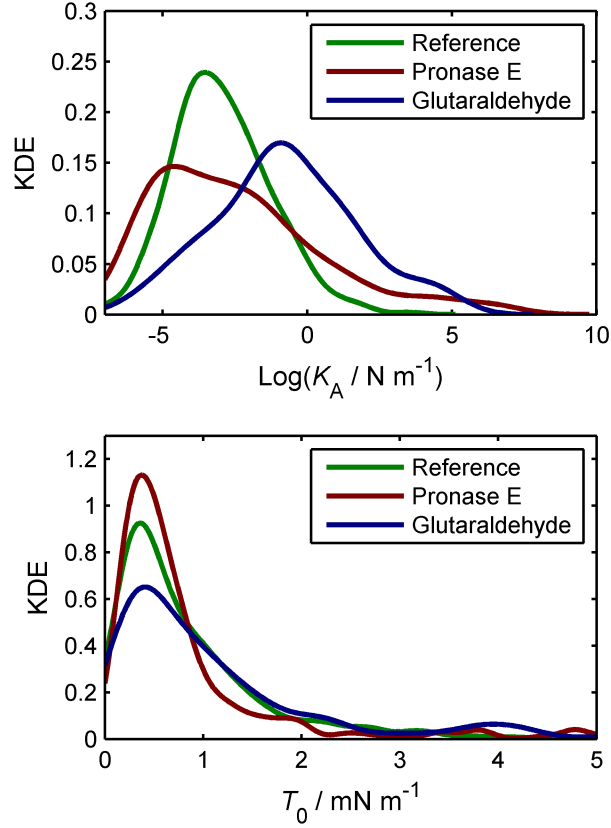 0.3
0.25
0.2
0.15
0.1
0.05
0
KDE
Reference
Pronase E
Glutaraldehyde
-5 0 5 10
Log(K_A / N m^-1)
1.2
1
0.8
0.6
0.4
0.2
0
KDE
Reference
Pronase E
Glutaraldehyde
0 1 2 3 4 5
T_0 / mN m^-1